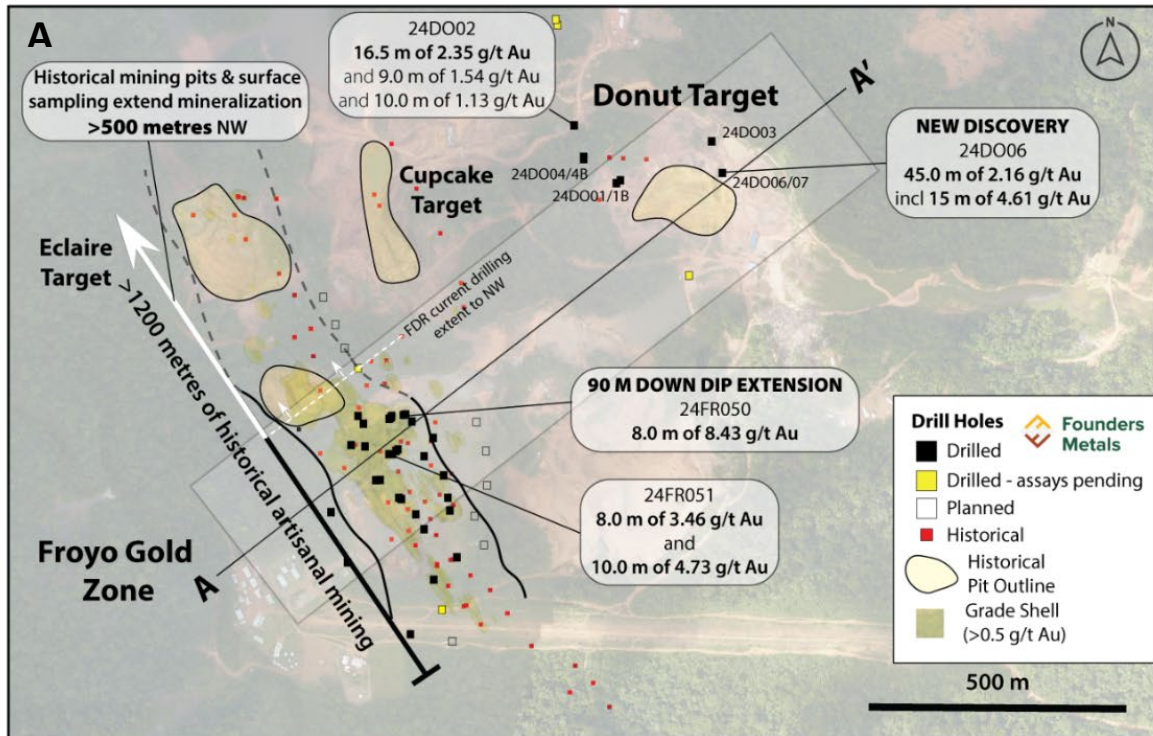 A
24DO02
16.5 m of 2.35 g/t Au
and 9.0 m of 1.54 g/t Au
and 10.0 m of 1.13 g/t Au
N
Historical mining pits & surface
sampling extend mineralization
>500 metres NW
Donut Target
A'
24DO03
NEW DISCOVERY
24DO06
45.0 m of 2.16 g/t Au
incl 15 m of 4.61 g/t Au
24DO04/4B
24DO01/1B
24DO06/07
Cupcake
Target
Eclaire
Target
>1200 metres of historical artisanal mining
FDR current drilling
extent to NW
90 M DOWN DIP EXTENSION
24FR050
8.0 m of 8.43 g/t Au
24FR051
8.0 m of 3.46 g/t Au
and
10.0 m of 4.73 g/t Au
Froyo Gold
Zone
A
Drill Holes
Founders
Metals
Drilled
Drilled - assays pending
Planned
Historical
Historical
Pit Outline
Grade Shell
(>0.5 g/t Au)
500 m